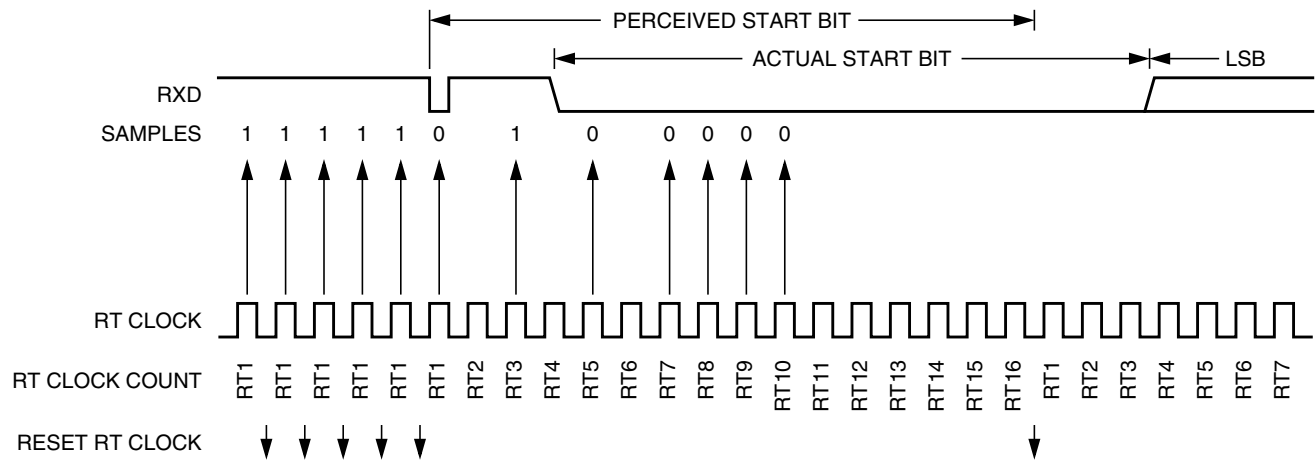 PERCEIVED START BIT
ACTUAL START BIT
LSB
RXD
SAMPLES 1 1 1 1 1 0 1 0 0 0 0 0
RT CLOCK
RT CLOCK COUNT RT1 RT1 RT1 RT1 RT1 RT1 RT2 RT3 RT4 RT5 RT6 RT7 RT8 RT9 RT10 RT11 RT12 RT13 RT14 RT15 RT16 RT1 RT2 RT3 RT4 RT5 RT6 RT7
RESET RT CLOCK